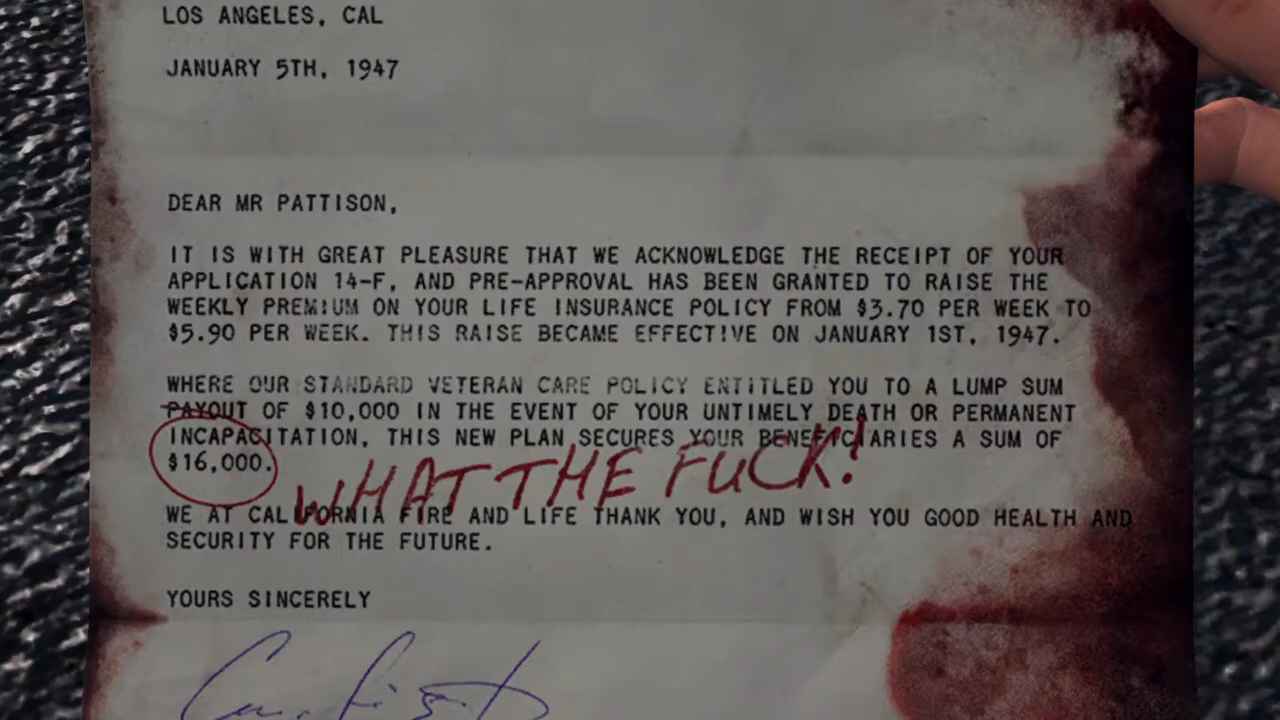 LOS ANGELES, CAL
JANUARY 5TH, 1947
DEAR MR PATTISON,
IT IS WITH GREAT PLEASURE THAT WE ACKNOWLEDGE THE RECEIPT OF YOUR
APPLICATION 14-F, AND PRE-APPROVAL HAS BEEN GRANTED TO RAISE THE
WEEKLY PREMIUM ON YOUR LIFE INSURANCE POLICY FROM $3.70 PER WEEK TO
$5.90 PER WEEK. THIS RAISE BECAME EFFECTIVE ON JANUARY 1ST, 1947.
WHERE OUR STANDARD VETERAN CARE POLICY ENTITLED YOU TO A LUMP SUM
PAYOUT OF $10,000 IN THE EVENT OF YOUR UNTIMELY DEATH OR PERMANENT
INCAPACITATION, THIS NEW PLAN SECURES YOUR BENEFICIARIES A SUM OF
$16,000.
WHAT THE FUCK!
WE AT CALIFORNIA FIRE AND LIFE THANK YOU, AND WISH YOU GOOD HEALTH AND
SECURITY FOR THE FUTURE.
YOURS SINCERELY